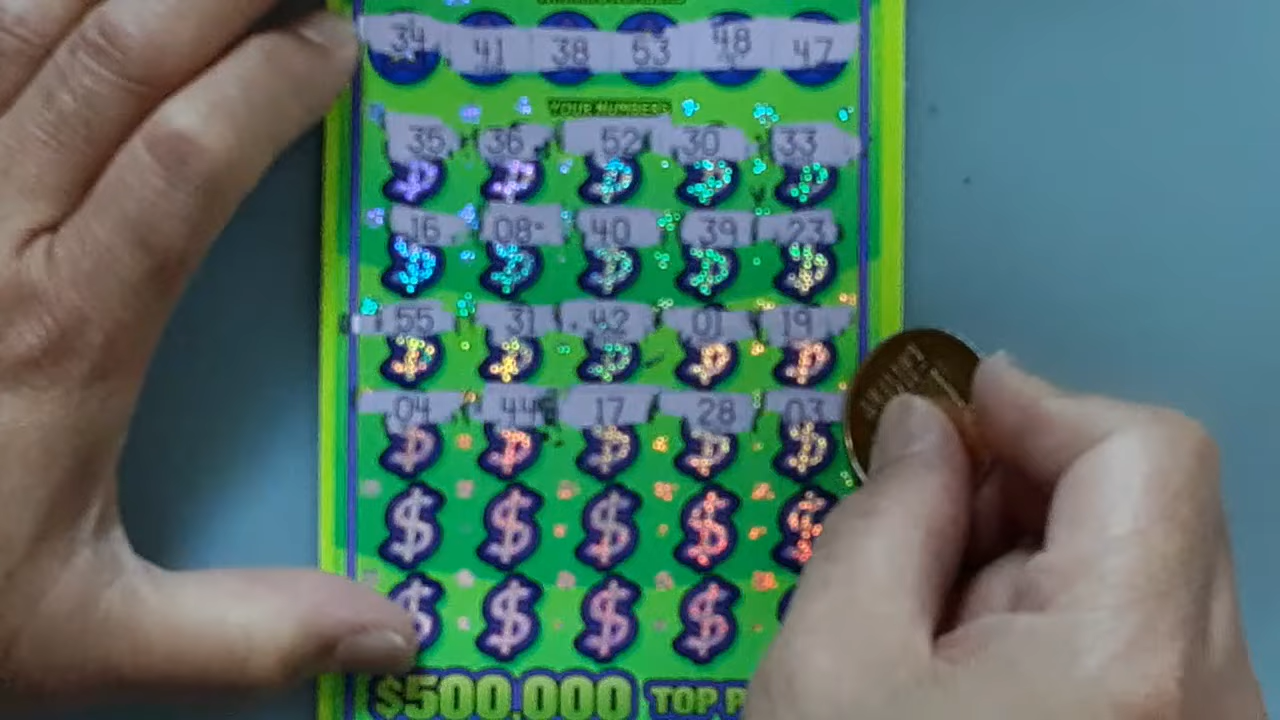 34 41 38 53 48 47
YOUR NUMBERS
35 36 52 30 33
16 08 40 39 23
55 31 42 01 19
04 44 17 28 03
$ $ $ $ $
$ $ $ $
$500,000 TOP